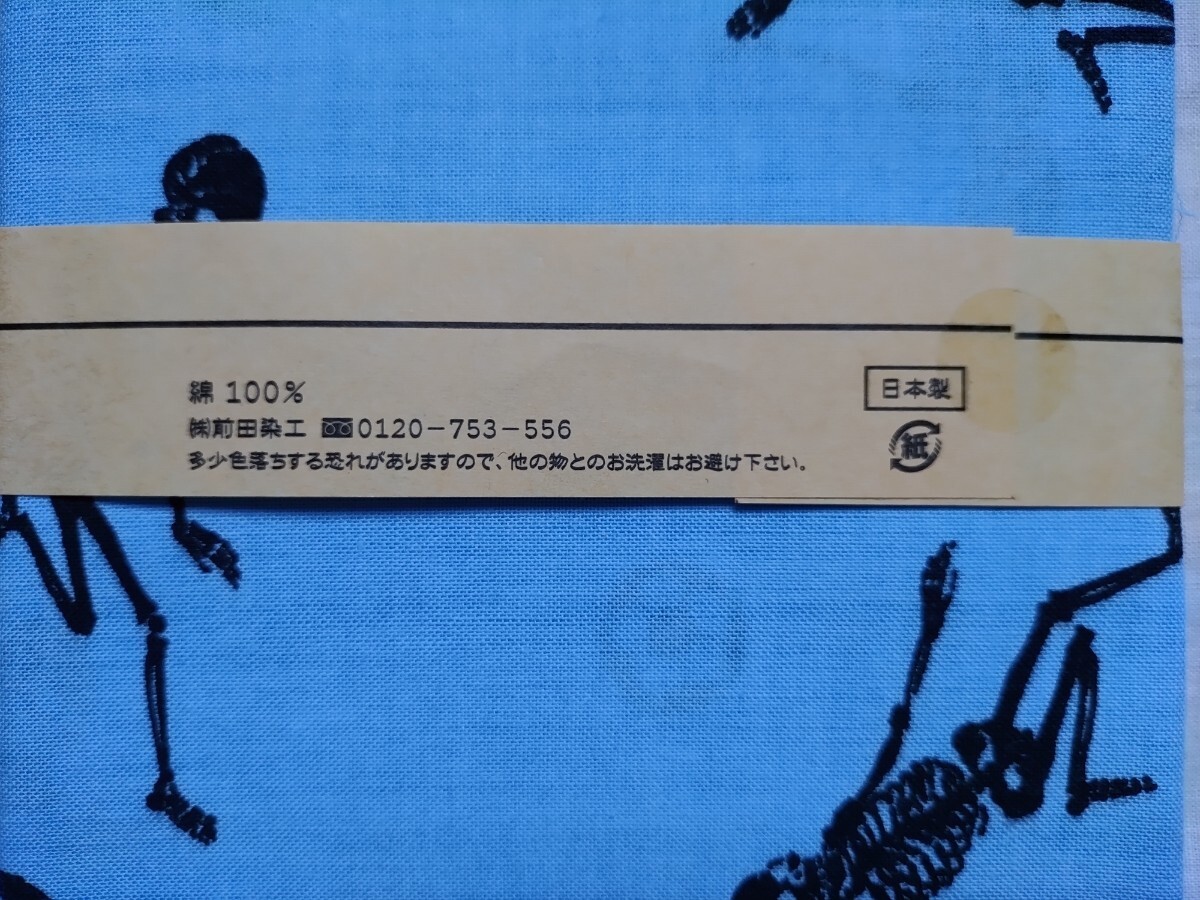 綿 100%
㈱前田染工 0120-753-556
多少色落ちする恐れがありますので、他の物とのお洗濯はお避け下さい。
日本製
紙